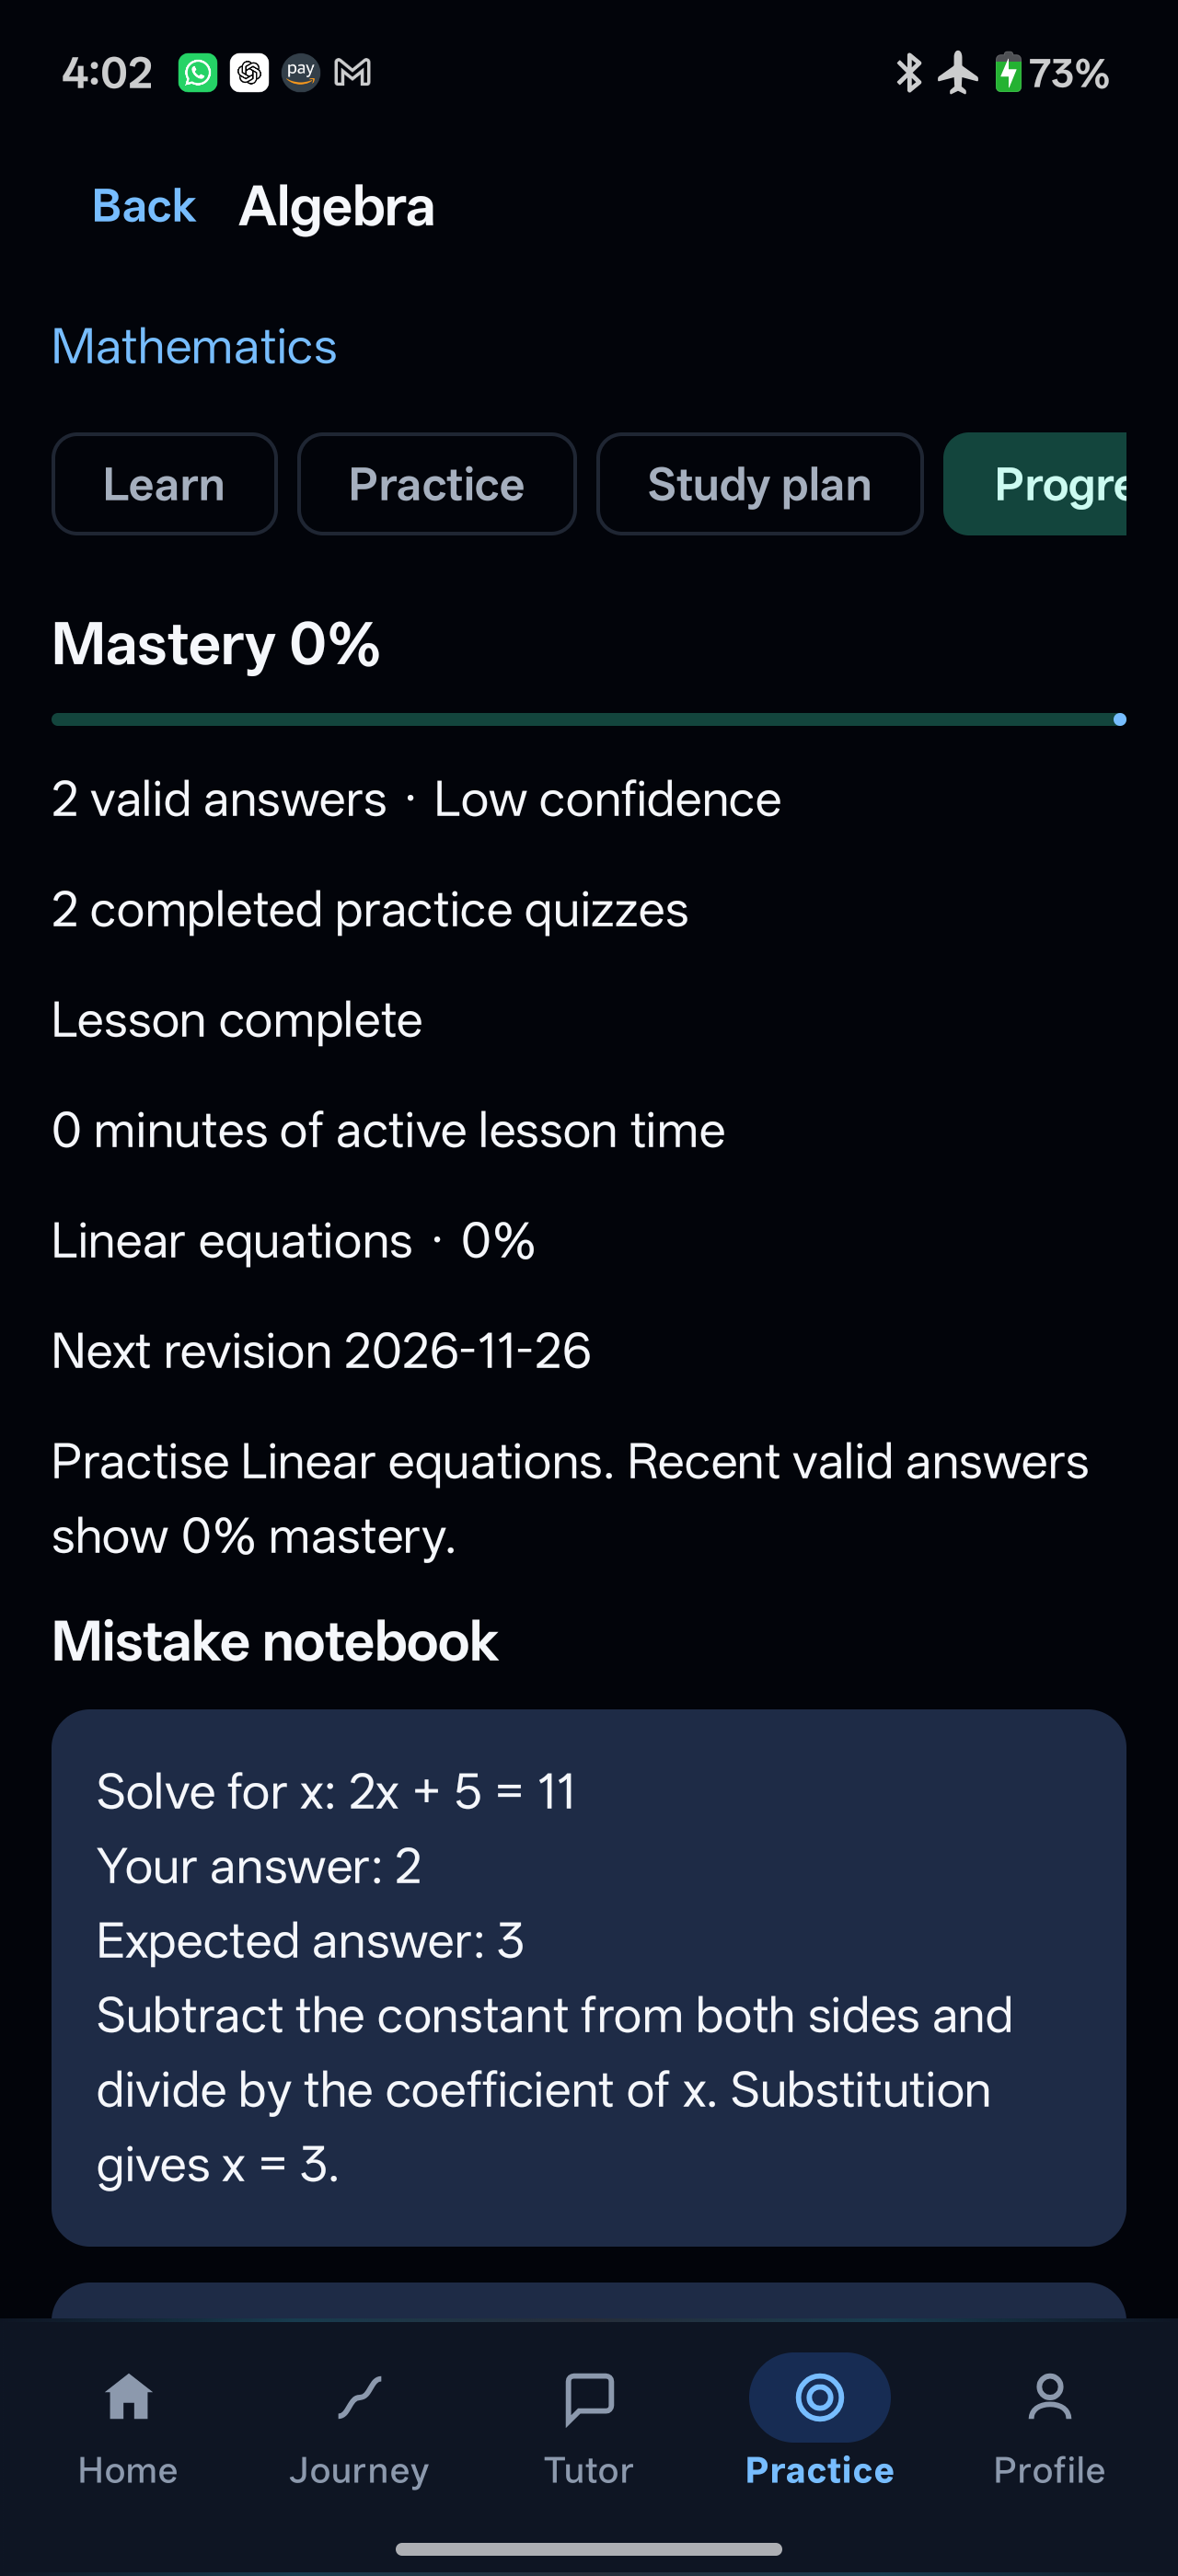 4:02 pay 73%
Back Algebra
Mathematics
Learn Practice Study plan Progre
Mastery 0%
2 valid answers · Low confidence
2 completed practice quizzes
Lesson complete
0 minutes of active lesson time
Linear equations · 0%
Next revision 2026-11-26
Practise Linear equations. Recent valid answers
show 0% mastery.
Mistake notebook
Solve for x: 2x + 5 = 11
Your answer: 2
Expected answer: 3
Subtract the constant from both sides and
divide by the coefficient of x. Substitution
gives x = 3.
Home Journey Tutor Practice Profile